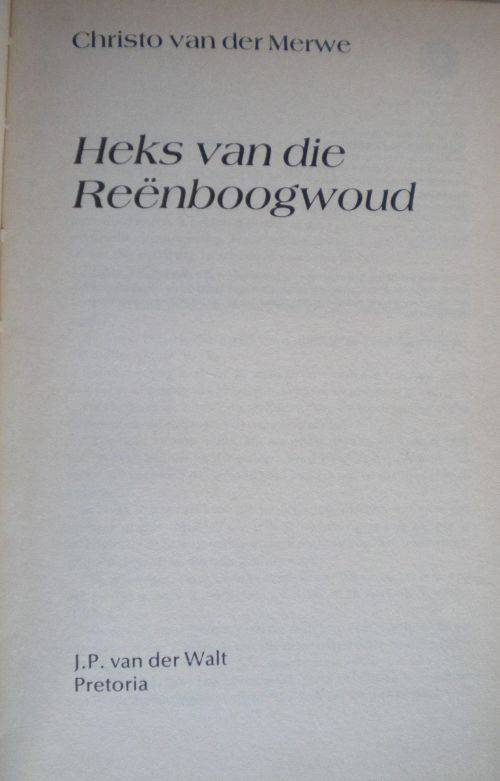 Christo van der Merwe
Heks van die
Reënboogwoud
J.P. van der Walt
Pretoria